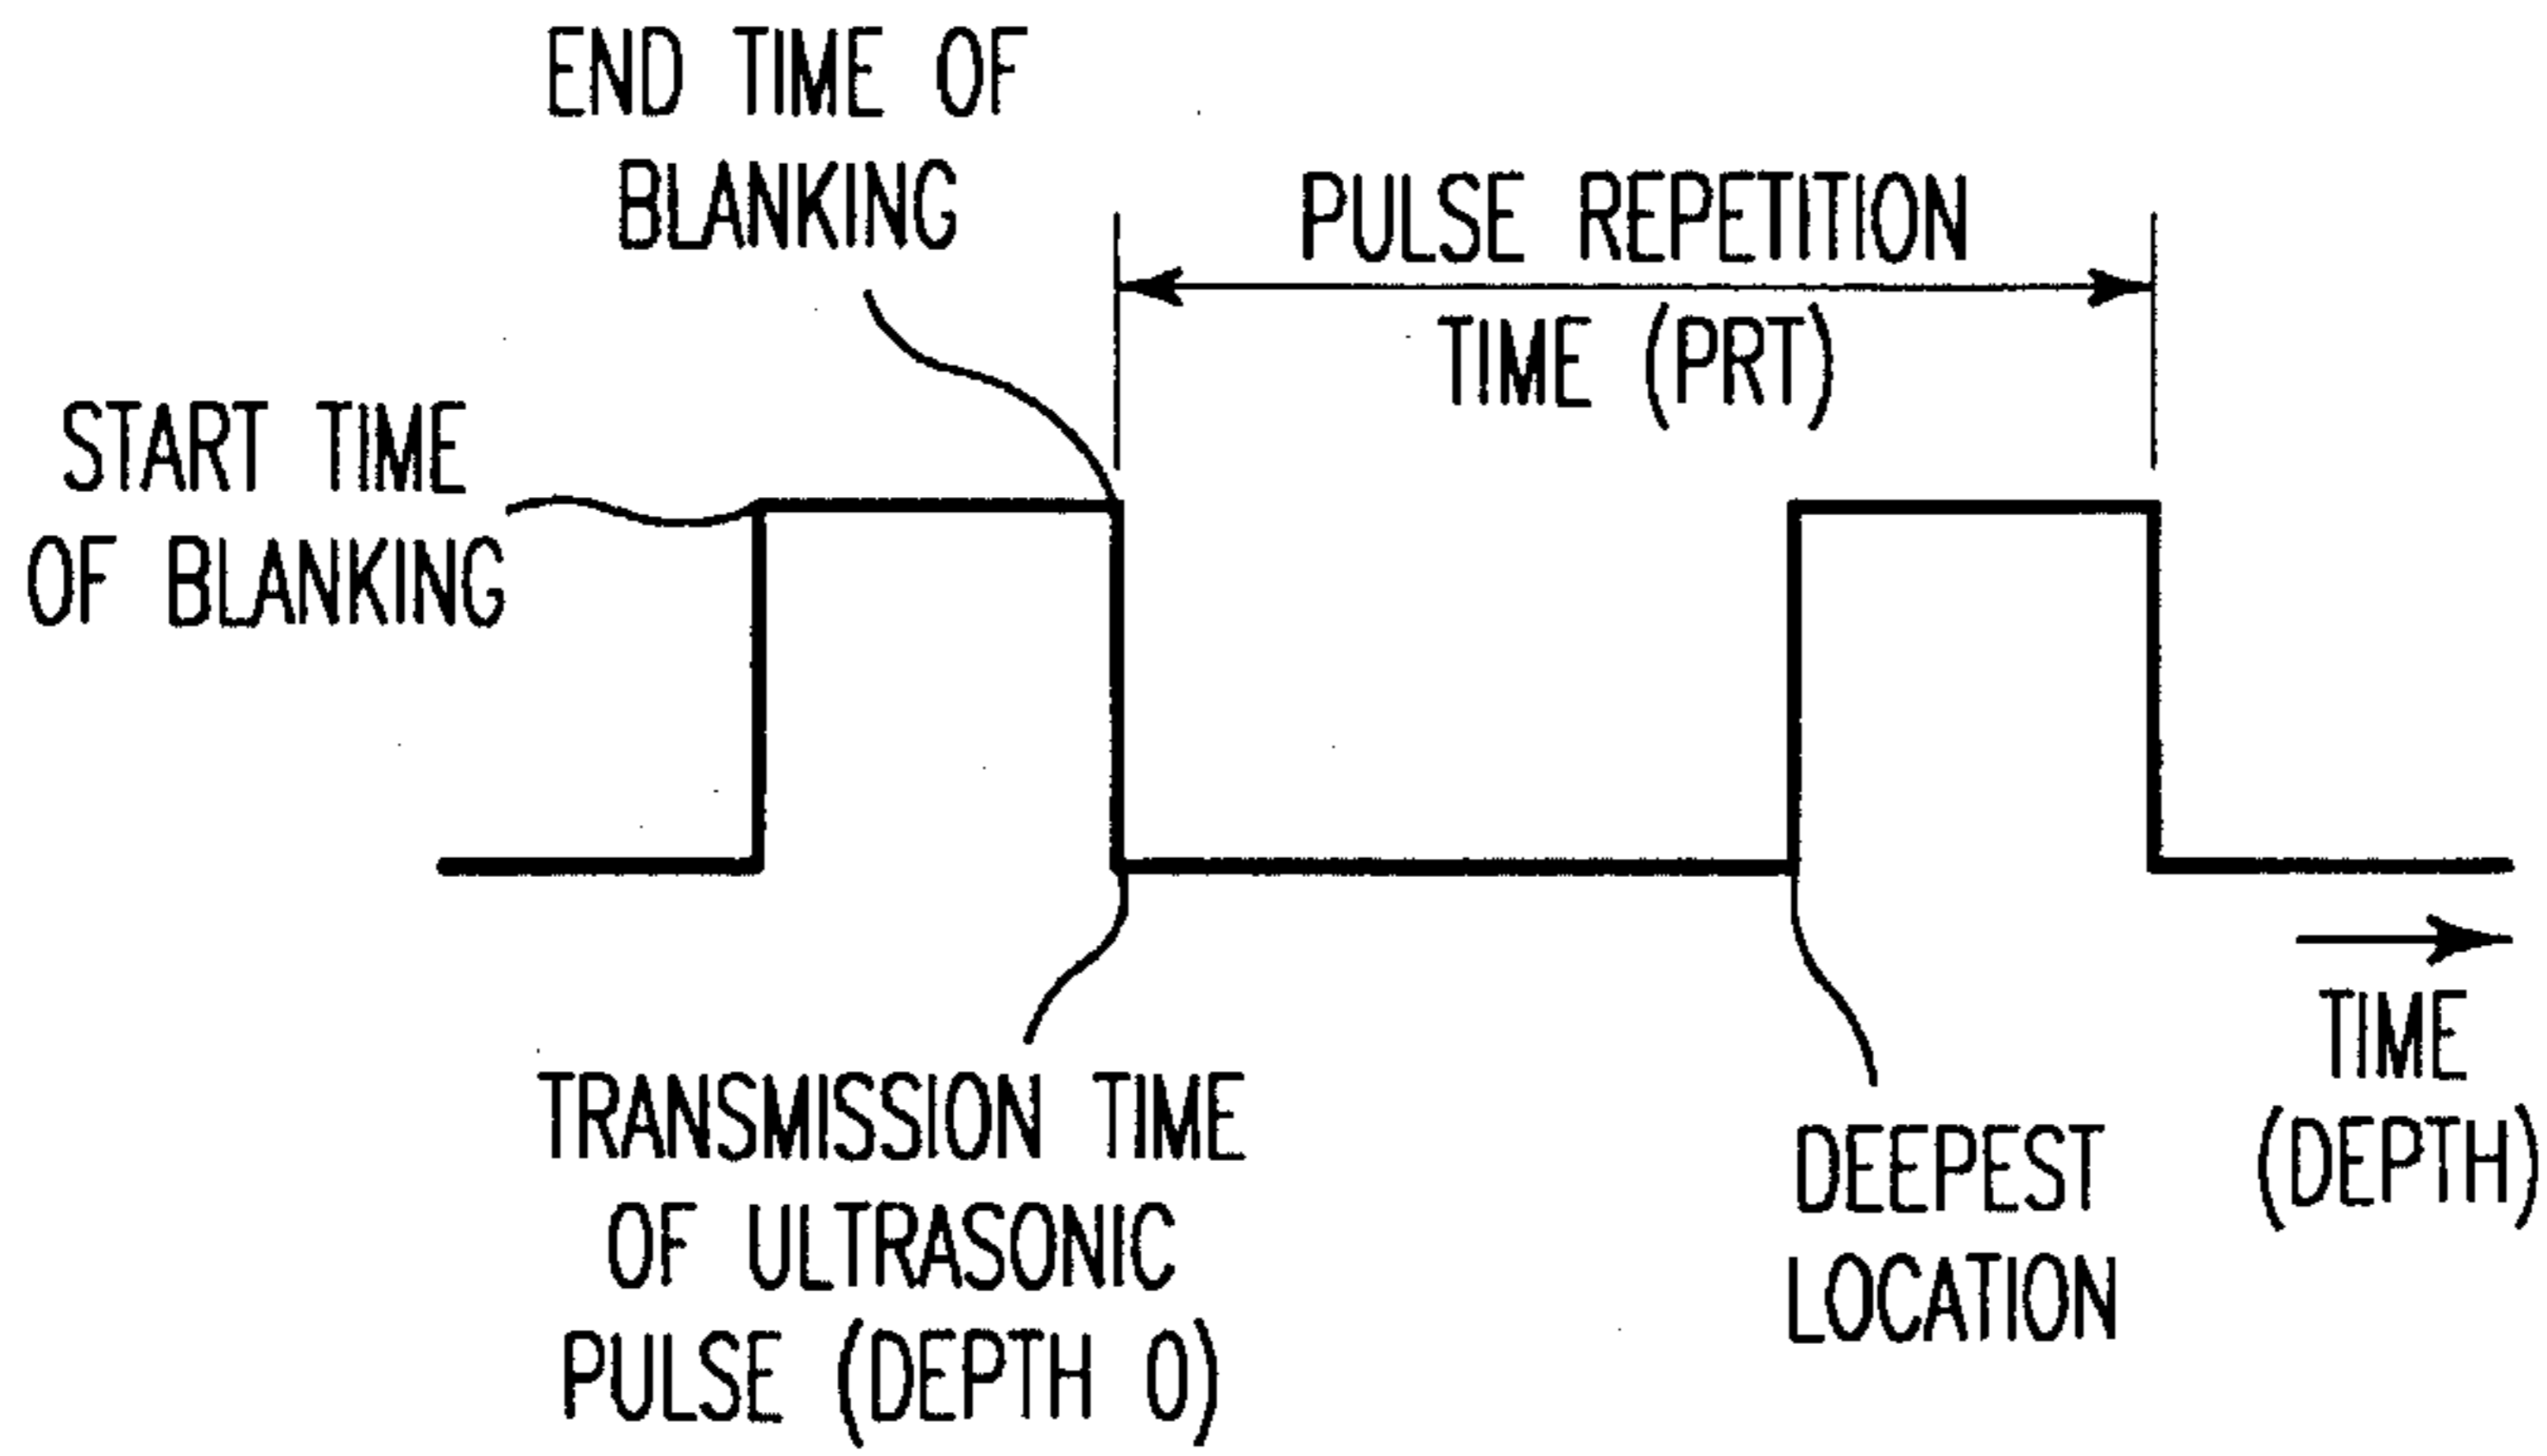 END TIME OF
BLANKING
PULSE REPETITION
TIME (PRT)
START TIME
OF BLANKING
TRANSMISSION TIME
OF ULTRASONIC
PULSE (DEPTH 0)
DEEPEST
LOCATION
TIME
(DEPTH)